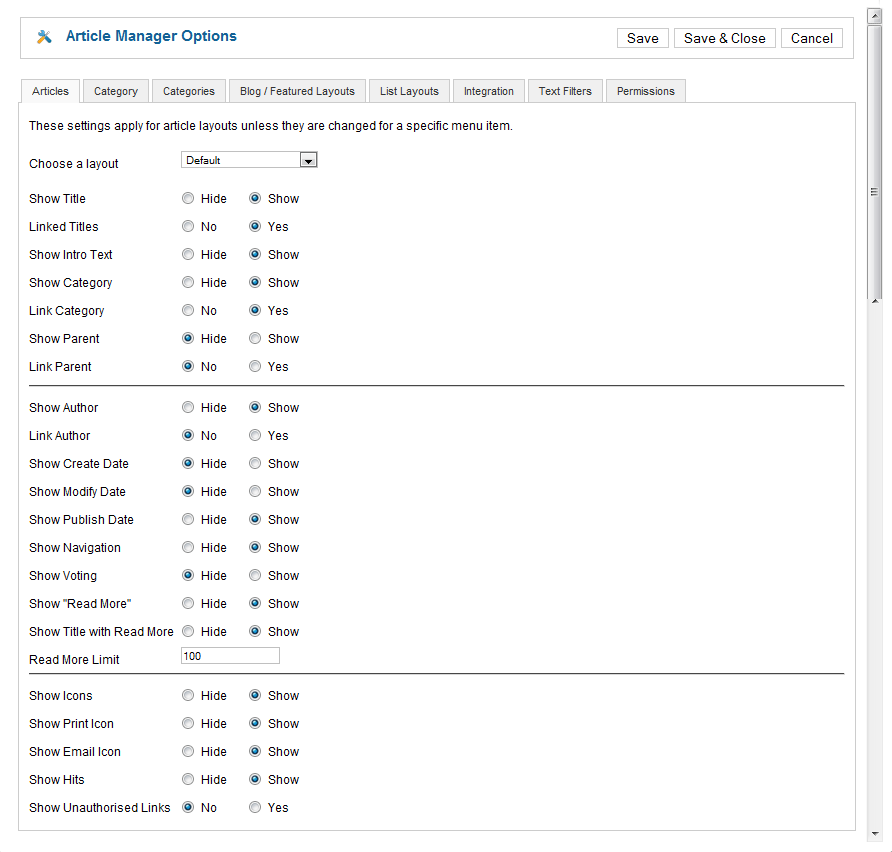 Article Manager Options
Save Save & Close Cancel
Articles Category Categories Blog / Featured Layouts List Layouts Integration Text Filters Permissions
These settings apply for article layouts unless they are changed for a specific menu item.
Choose a layout Default
Show Title Hide Show
Linked Titles No Yes
Show Intro Text Hide Show
Show Category Hide Show
Link Category No Yes
Show Parent Hide Show
Link Parent No Yes
Show Author Hide Show
Link Author No Yes
Show Create Date Hide Show
Show Modify Date Hide Show
Show Publish Date Hide Show
Show Navigation Hide Show
Show Voting Hide Show
Show "Read More" Hide Show
Show Title with Read More Hide Show
Read More Limit 100
Show Icons Hide Show
Show Print Icon Hide Show
Show Email Icon Hide Show
Show Hits Hide Show
Show Unauthorised Links No Yes